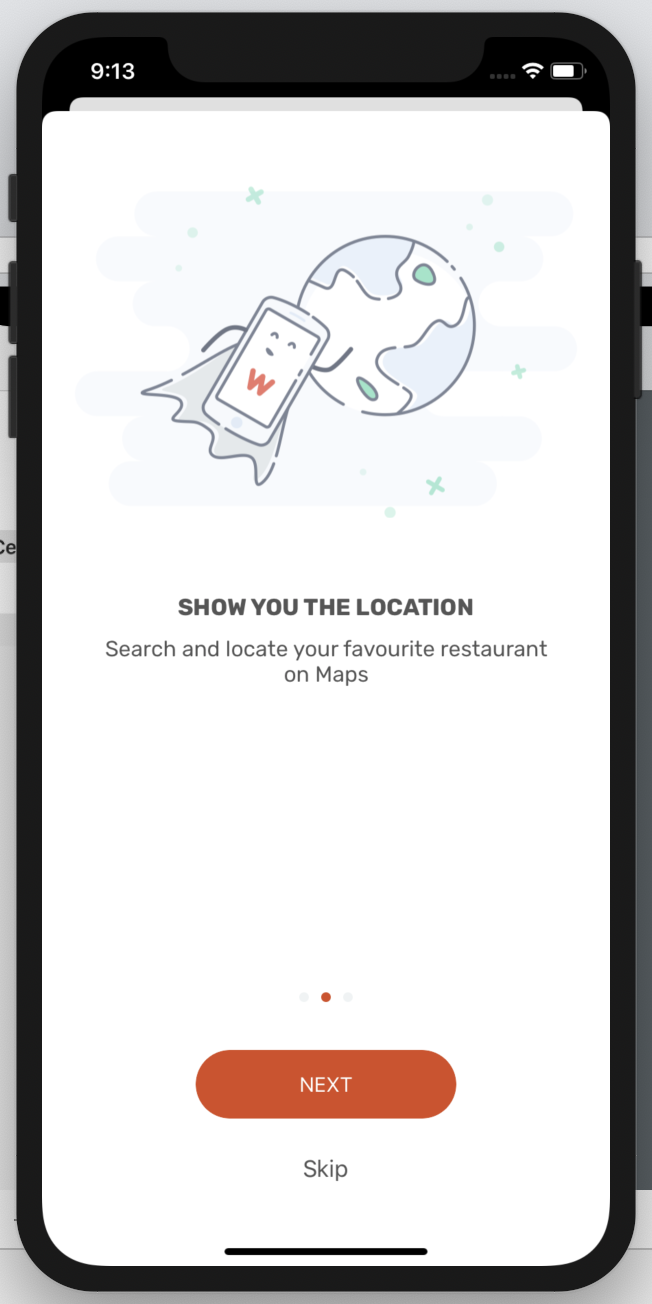 9:13
W
Ce
SHOW YOU THE LOCATION
Search and locate your favourite restaurant
on Maps
NEXT
Skip